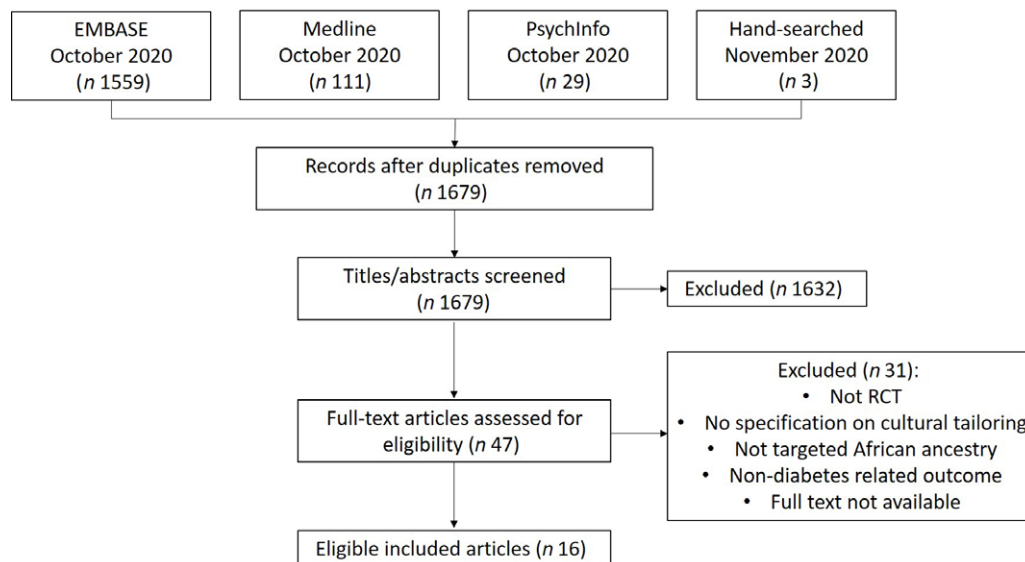 EMBASE
October 2020
(n 1559)
Medline
October 2020
(n 111)
PsychInfo
October 2020
(n 29)
Hand-searched
November 2020
(n 3)
Records after duplicates removed
(n 1679)
Titles/abstracts screened
(n 1679)
Excluded (n 1632)
Full-text articles assessed for
eligibility (n 47)
Excluded (n 31):
• Not RCT
• No specification on cultural tailoring
• Not targeted African ancestry
• Non-diabetes related outcome
• Full text not available
Eligible included articles (n 16)